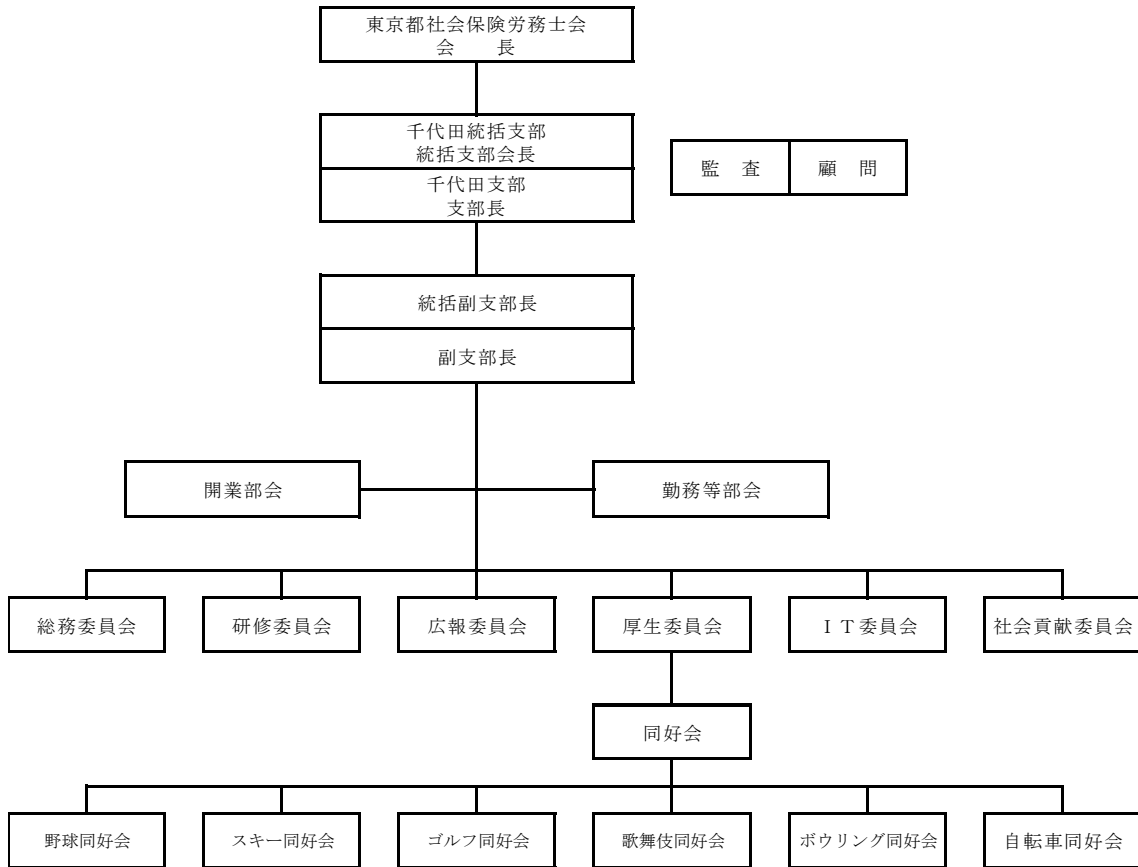 東京都社会保険労務士会
会　　長
千代田統括支部
統括支部会長
千代田支部
支部長
監　査
顧　問
統括副支部長
副支部長
開業部会
勤務等部会
総務委員会
研修委員会
広報委員会
厚生委員会
ＩＴ委員会
社会貢献委員会
同好会
野球同好会
スキー同好会
ゴルフ同好会
歌舞伎同好会
ボウリング同好会
自転車同好会